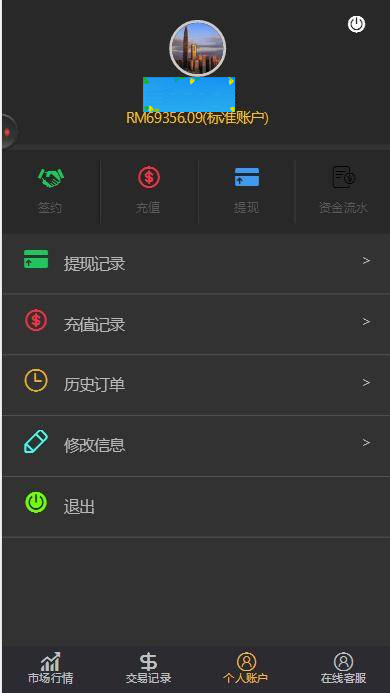 RM69356.09(标准账户)
签约 充值 提现 资金流水
提现记录 >
充值记录 >
历史订单 >
修改信息 >
退出
市场行情 交易记录 个人账户 在线客服